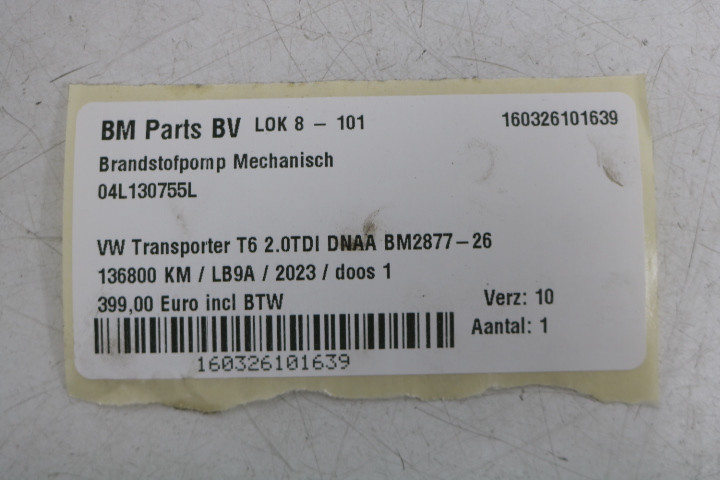 BM Parts BV LOK 8 - 101 160326101639
Brandstofpomp Mechanisch
04L130755L
VW Transporter T6 2.0TDI DNAA BM2877-26
136800 KM / LB9A / 2023 / doos 1
399,00 Euro incl BTW Verz: 10
Aantal: 1
160326101639